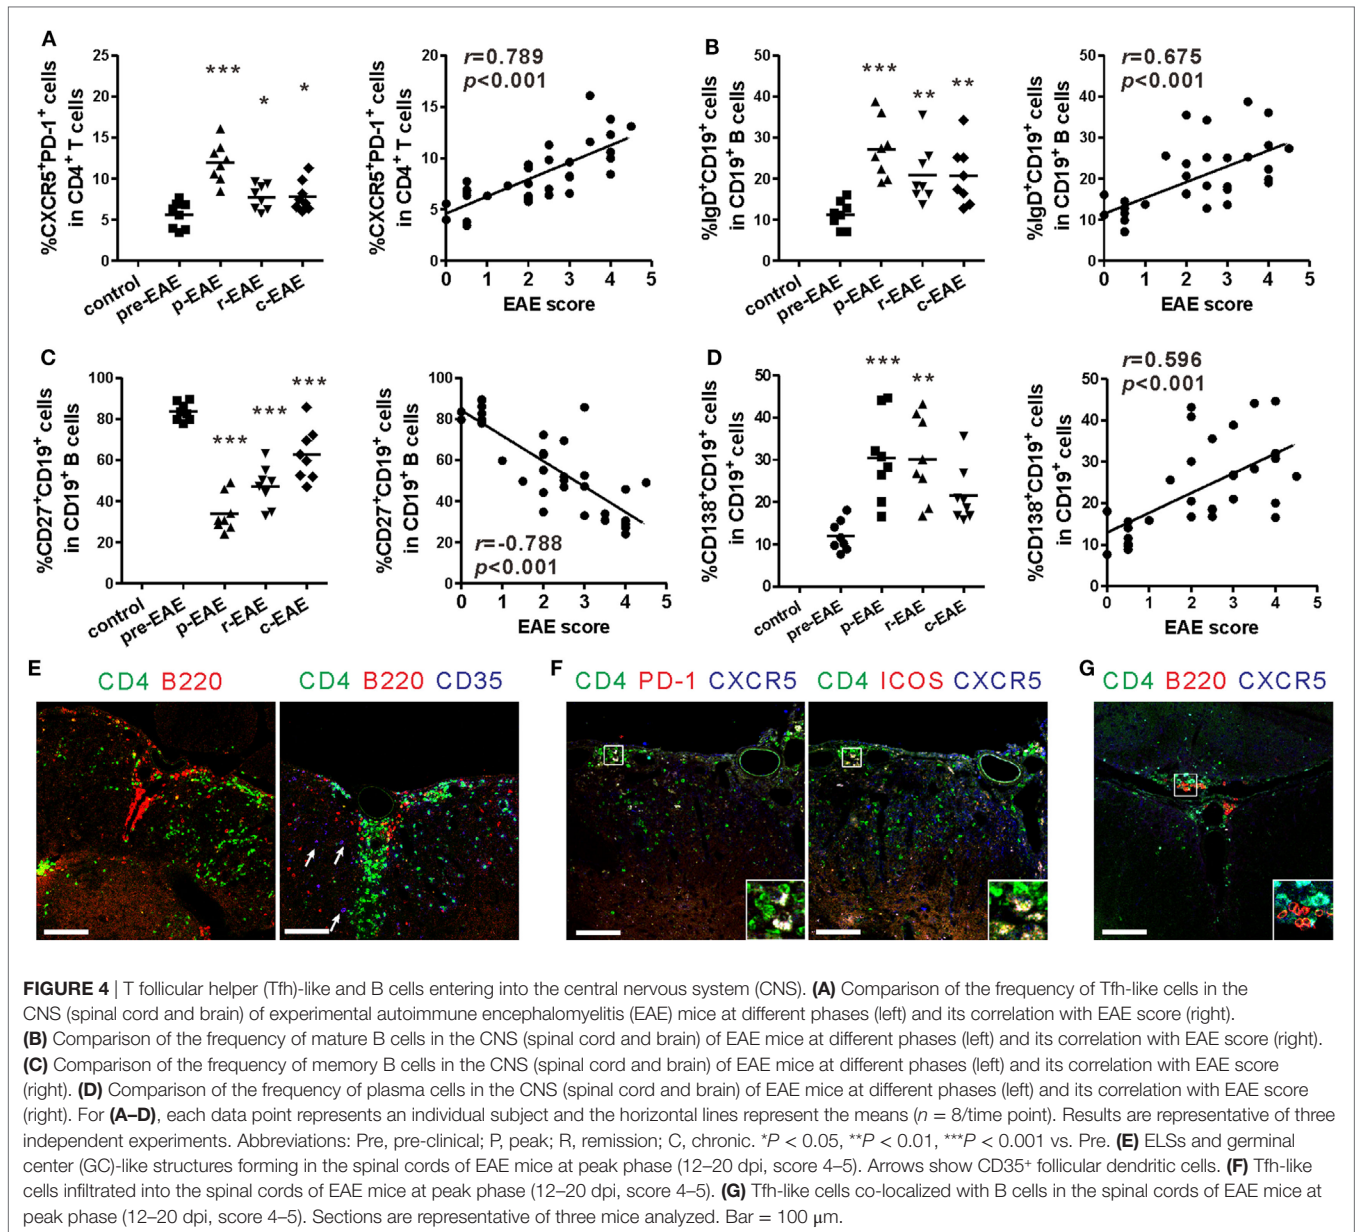 A
%CXCR5+PD-1+ cells
in CD4+ T cells
25
20
15
10
5
0
***
*
*
control
pre-EAE
p-EAE
r-EAE
c-EAE
%CXCR5+PD-1+ cells
in CD4+ T cells
20
15
10
5
0
r=0.789
p<0.001
0 1 2 3 4 5
EAE score
B
%IgD+CD19+ cells
in CD19+ B cells
50
40
30
20
10
0
***
**
**
control
pre-EAE
p-EAE
r-EAE
c-EAE
%IgD+CD19+ cells
in CD19+ B cells
50
40
30
20
10
0
r=0.675
p<0.001
0 1 2 3 4 5
EAE score
C
%CD27+CD19+ cells
in CD19+ B cells
100
80
60
40
20
0
***
***
***
control
pre-EAE
p-EAE
r-EAE
c-EAE
%CD27+CD19+ cells
in CD19+ B cells
100
80
60
40
20
0
r=-0.788
p<0.001
0 1 2 3 4 5
EAE score
D
%CD138+CD19+ cells
in CD19+ cells
50
40
30
20
10
0
***
**
control
pre-EAE
p-EAE
r-EAE
c-EAE
%CD138+CD19+ cells
in CD19+ cells
50
40
30
20
10
0
r=0.596
p<0.001
0 1 2 3 4 5
EAE score
E
CD4 B220
CD4 B220 CD35
F
CD4 PD-1 CXCR5
CD4 ICOS CXCR5
G
CD4 B220 CXCR5
FIGURE 4 | T follicular helper (Tfh)-like and B cells entering into the central nervous system (CNS). (A) Comparison of the frequency of Tfh-like cells in the
CNS (spinal cord and brain) of experimental autoimmune encephalomyelitis (EAE) mice at different phases (left) and its correlation with EAE score (right).
(B) Comparison of the frequency of mature B cells in the CNS (spinal cord and brain) of EAE mice at different phases (left) and its correlation with EAE score (right).
(C) Comparison of the frequency of memory B cells in the CNS (spinal cord and brain) of EAE mice at different phases (left) and its correlation with EAE score
(right). (D) Comparison of the frequency of plasma cells in the CNS (spinal cord and brain) of EAE mice at different phases (left) and its correlation with EAE score
(right). For (A–D), each data point represents an individual subject and the horizontal lines represent the means (n = 8/time point). Results are representative of three
independent experiments. Abbreviations: Pre, pre-clinical; P, peak; R, remission; C, chronic. *P < 0.05, **P < 0.01, ***P < 0.001 vs. Pre. (E) ELSs and germinal
center (GC)-like structures forming in the spinal cords of EAE mice at peak phase (12–20 dpi, score 4–5). Arrows show CD35+ follicular dendritic cells. (F) Tfh-like
cells infiltrated into the spinal cords of EAE mice at peak phase (12–20 dpi, score 4–5). (G) Tfh-like cells co-localized with B cells in the spinal cords of EAE mice at
peak phase (12–20 dpi, score 4–5). Sections are representative of three mice analyzed. Bar = 100 μm.